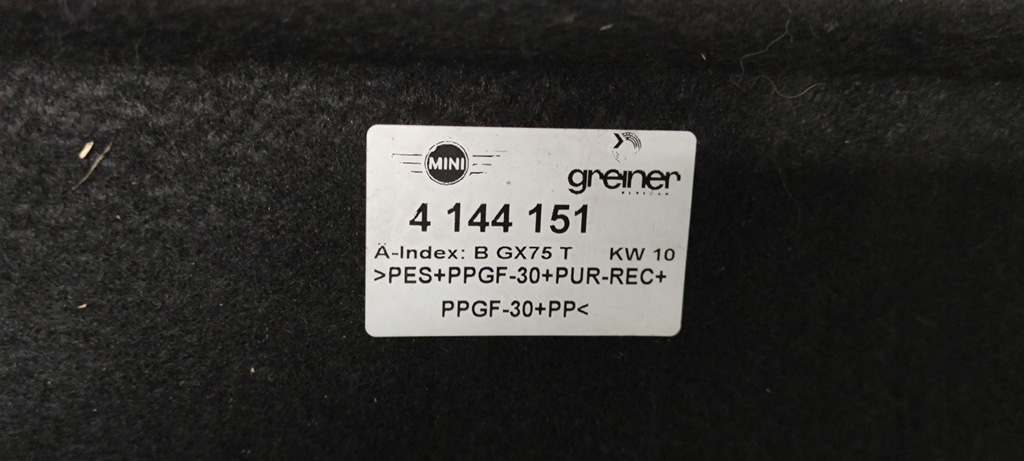 MINI
greiner
4 144 151
Ä-Index: B GX75 T KW 10
>PES+PPGF-30+PUR-REC+
PPGF-30+PP<